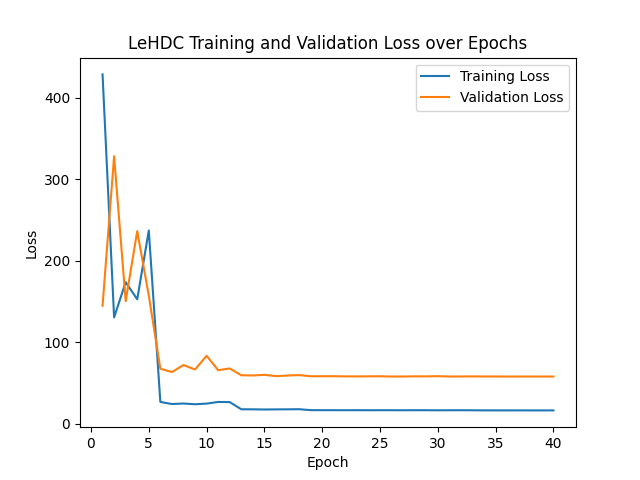 LeHDC Training and Validation Loss over Epochs
Training Loss
Validation Loss
400
300
200
100
0
Loss
0 5 10 15 20 25 30 35 40
Epoch